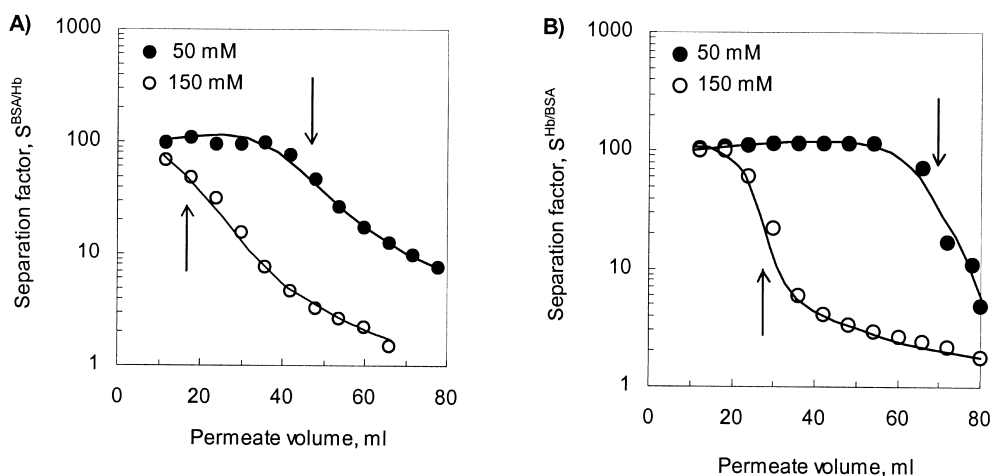 A)
1000
100
10
1
50 mM
150 mM
Separation factor, S^BSA/Hb
0 20 40 60 80
Permeate volume, ml
B)
1000
100
10
1
50 mM
150 mM
Separation factor, S^Hb/BSA
0 20 40 60 80
Permeate volume, ml